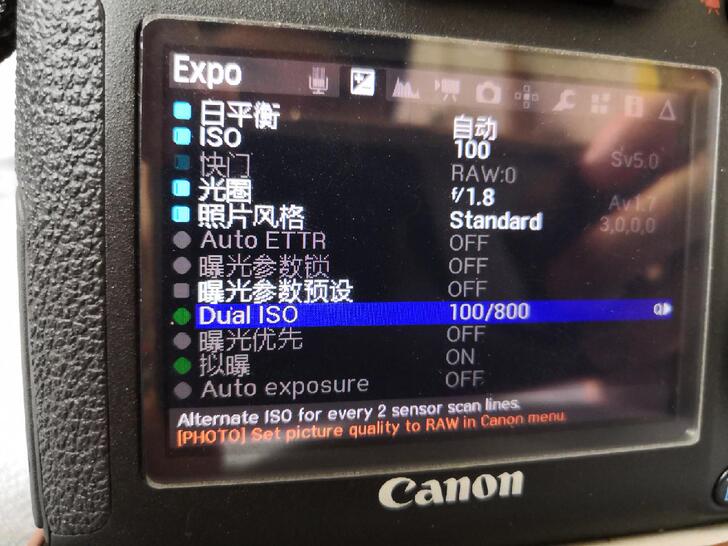 Expo
白平衡 自动
ISO 100 Sv5.0
快门 RAW:0
光圈 f/1.8 Av1.7
照片风格 Standard 3,0,0,0
Auto ETTR OFF
曝光参数锁 OFF
曝光参数预设 OFF
Dual ISO 100/800 Q
曝光优先 OFF
拟曝 ON
Auto exposure OFF
Alternate ISO for every 2 sensor scan lines.
[PHOTO] Set picture quality to RAW in Canon menu.
Canon